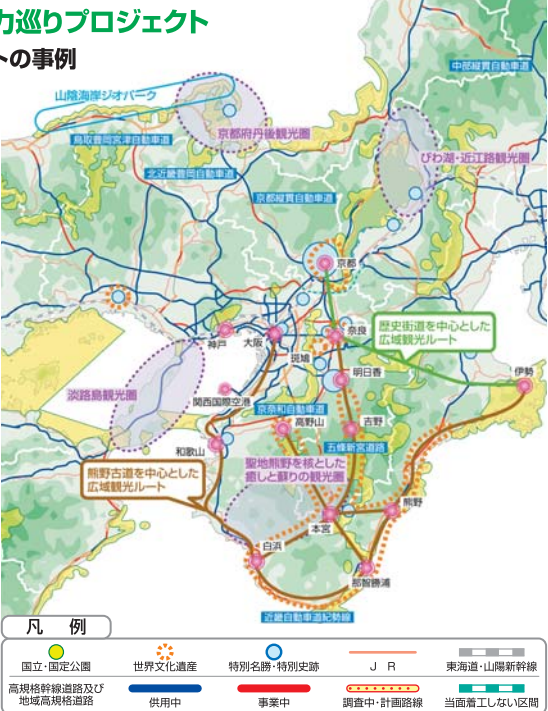 力巡りプロジェクト
トの事例
中部縦貫自動車道
山陰海岸ジオパーク
京都府丹後観光圏
鳥取豊岡宮津自動車道
びわ湖・近江路観光圏
北近畿豊岡自動車道
京都縦貫自動車道
京都
歴史街道を中心とした
広域観光ルート
神戸
大阪
奈良
斑鳩
伊勢
明日香
淡路島観光圏
関西国際空港
京奈和自動車道
高野山
吉野
和歌山
五條新宮道路
聖地熊野を核とした
癒しと蘇りの観光圏
熊野古道を中心とした
広域観光ルート
熊野
本宮
白浜
那智勝浦
近畿自動車道紀勢線
凡 例
国立・国定公園
世界文化遺産
特別名勝・特別史跡
J R
東海道・山陽新幹線
高規格幹線道路及び
地域高規格道路
供用中
事業中
調査中・計画路線
当面着工しない区間